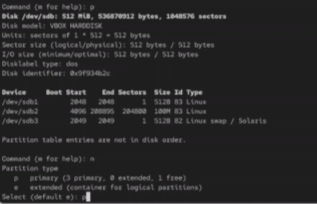 Command (m for help): p
Disk /dev/sdb: 512 MiB, 536870912 bytes, 1048576 sectors
Disk model: VBOX HARDDISK
Units: sectors of 1 * 512 = 512 bytes
Sector size (logical/physical): 512 bytes / 512 bytes
I/O size (minimum/optimal): 512 bytes / 512 bytes
Disklabel type: dos
Disk identifier: 0x9f934b2c
Device Boot Start End Sectors Size Id Type
/dev/sdb1 2048 2048 1 512B 83 Linux
/dev/sdb2 4096 208895 204800 100M 83 Linux
/dev/sdb3 2049 2049 1 512B 82 Linux swap / Solaris
Partition table entries are not in disk order.
Command (m for help): n
Partition type
p primary (3 primary, 0 extended, 1 free)
e extended (container for logical partitions)
Select (default e): p